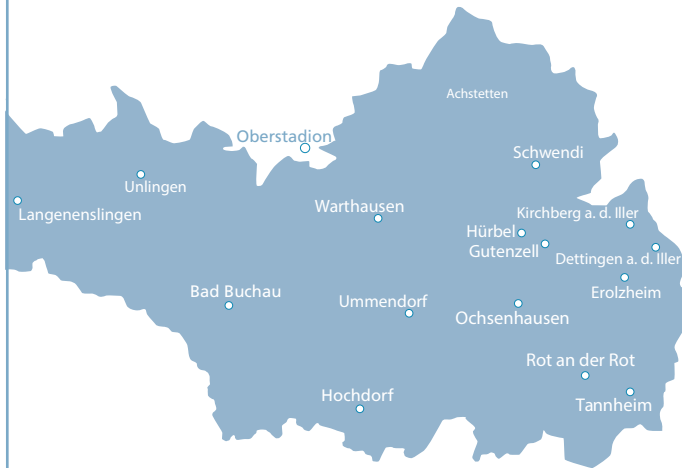 Achstetten
Oberstadion
Schwendi
Unlingen
Langenenslingen
Warthausen
Kirchberg a. d. Iller
Hürbel
Gutenzell
Dettingen a. d. Iller
Erolzheim
Bad Buchau
Ummendorf
Ochsenhausen
Rot an der Rot
Hochdorf
Tannheim